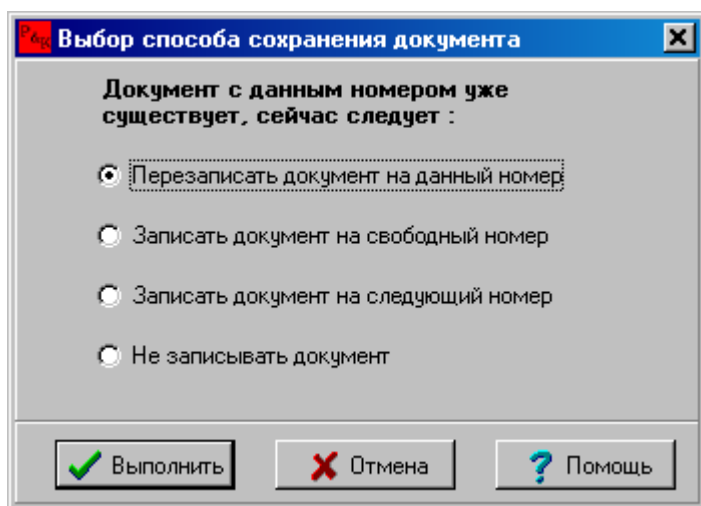 Выбор способа сохранения документа
Документ с данным номером уже
существует, сейчас следует :
Перезаписать документ на данный номер
Записать документ на свободный номер
Записать документ на следующий номер
Не записывать документ
Выполнить
Отмена
Помощь